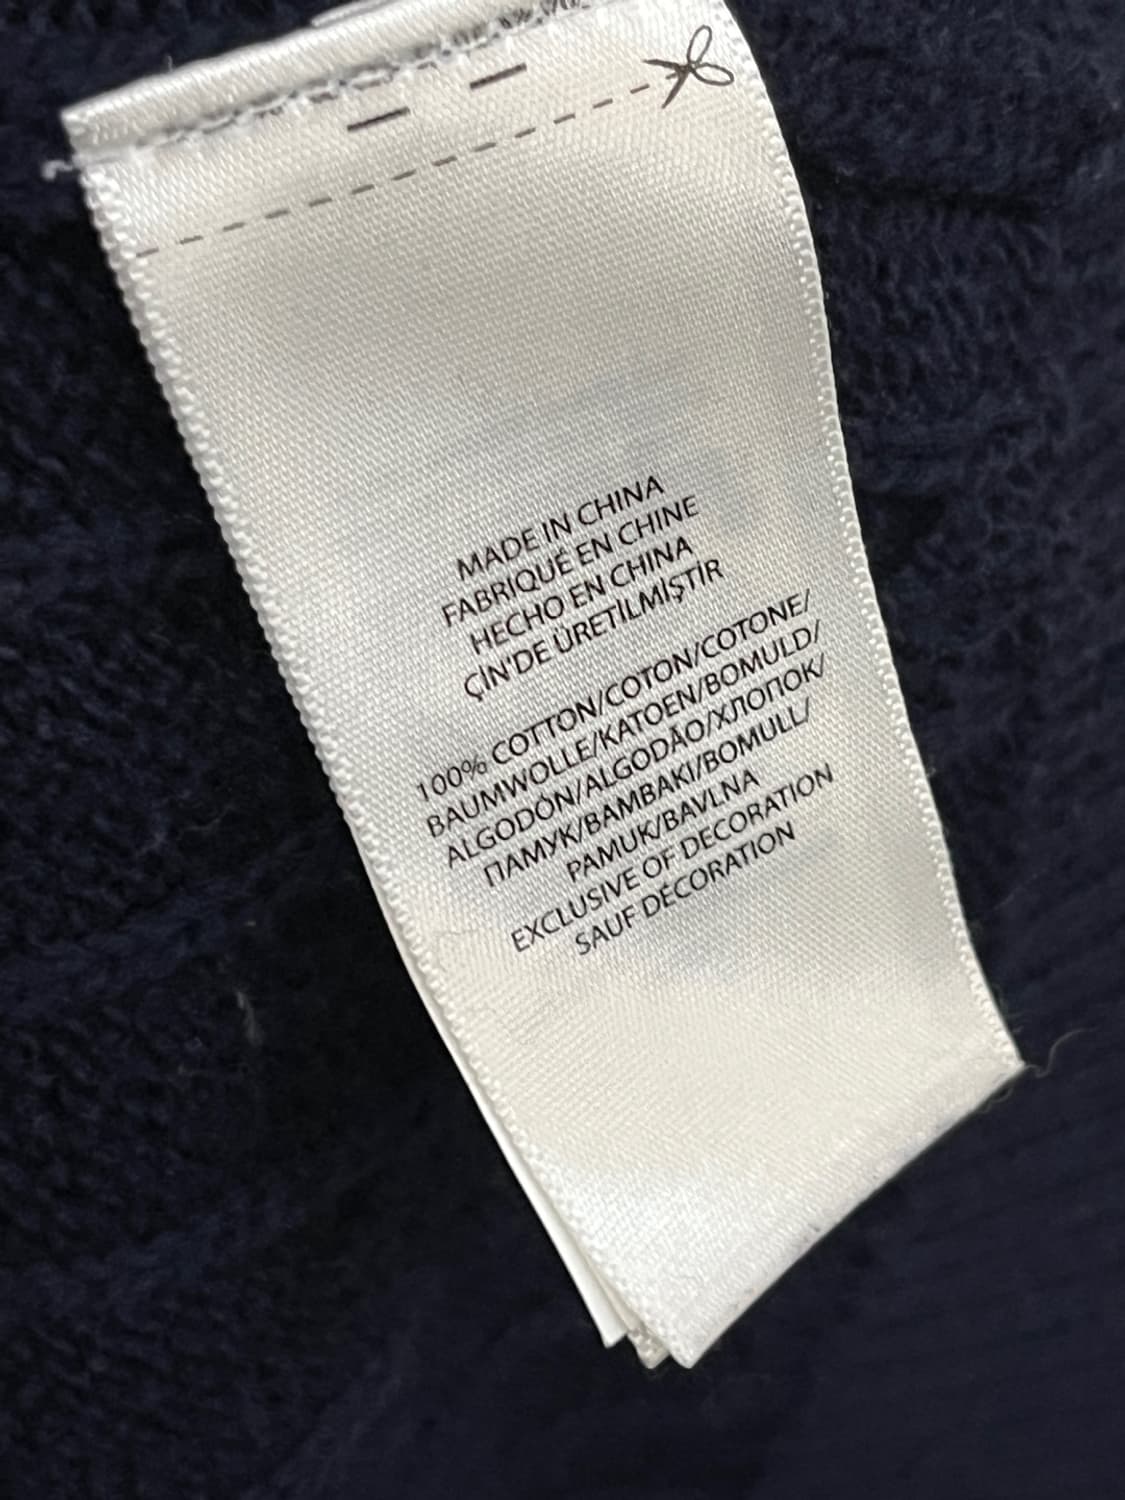 MADE IN CHINA
FABRIQUÉ EN CHINE
HECHO EN CHINA
ÇİN'DE ÜRETİLMİŞTİR
100% COTTON/COTON/COTONE/
BAUMWOLLE/KATOEN/BOMULD/
ALGODÓN/ALGODÃO/ХЛОПОК/
ПАМУК/BAMBAKI/BOMULL/
PAMUK/BAVLNA
EXCLUSIVE OF DECORATION
SAUF DÉCORATION